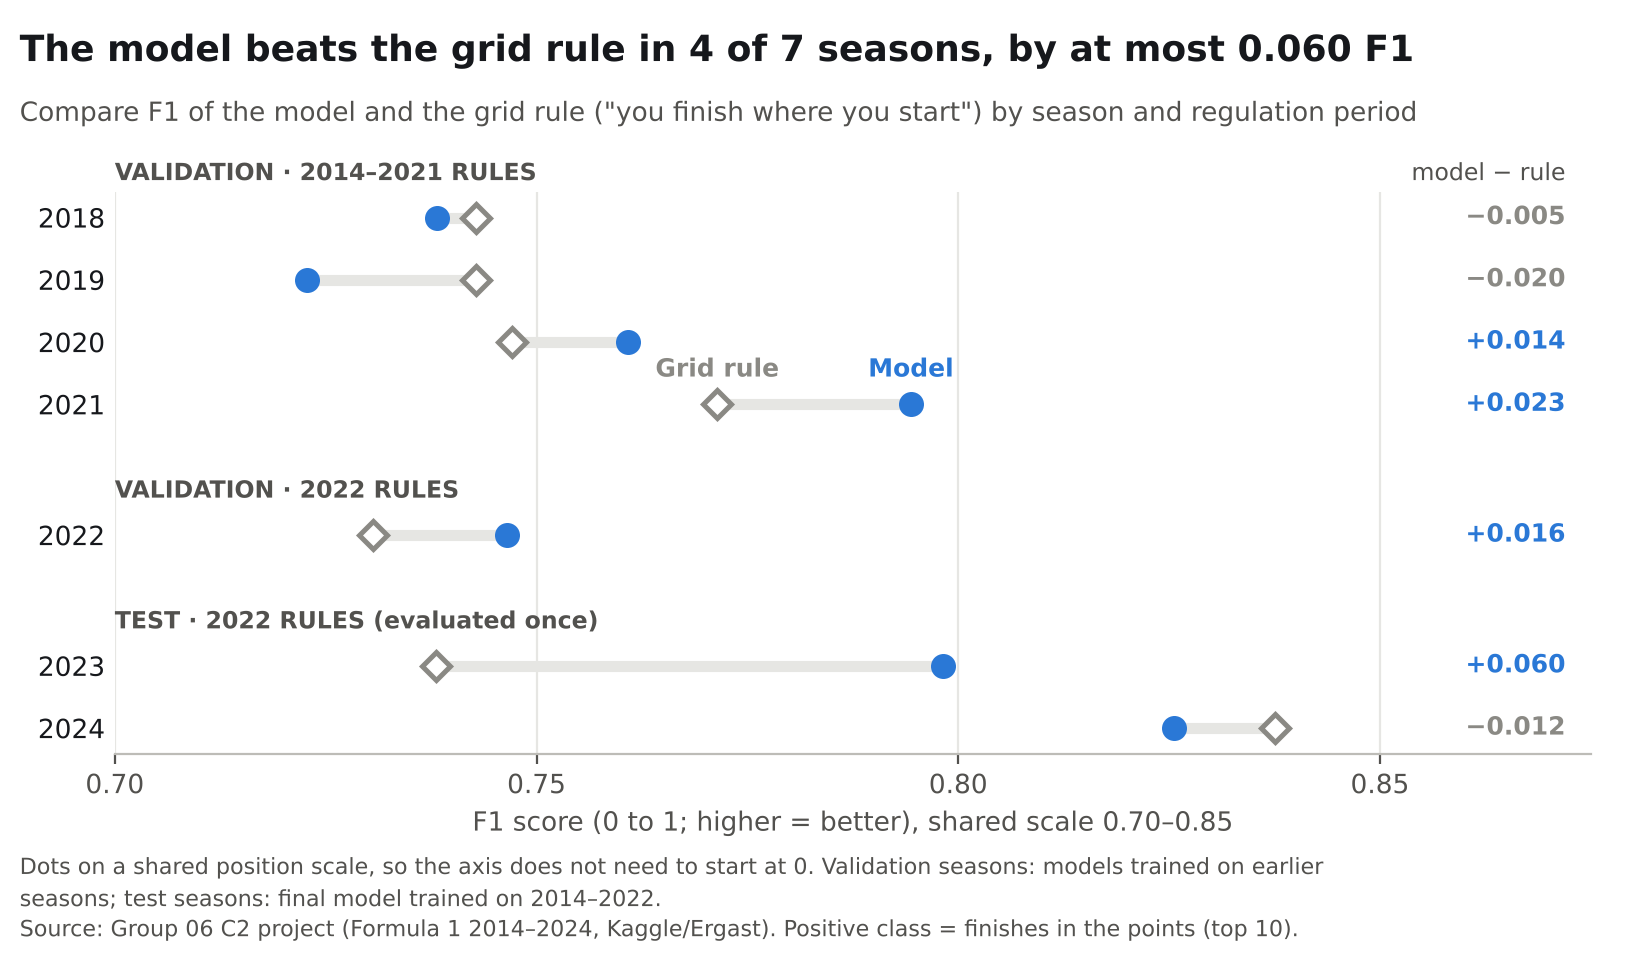 The model beats the grid rule in 4 of 7 seasons, by at most 0.060 F1
Compare F1 of the model and the grid rule ("you finish where you start") by season and regulation period
VALIDATION · 2014–2021 RULES
model − rule
2018
−0.005
2019
−0.020
2020
+0.014
Grid rule
Model
2021
+0.023
VALIDATION · 2022 RULES
2022
+0.016
TEST · 2022 RULES (evaluated once)
2023
+0.060
2024
−0.012
0.70
0.75
0.80
0.85
F1 score (0 to 1; higher = better), shared scale 0.70–0.85
Dots on a shared position scale, so the axis does not need to start at 0. Validation seasons: models trained on earlier
seasons; test seasons: final model trained on 2014–2022.
Source: Group 06 C2 project (Formula 1 2014–2024, Kaggle/Ergast). Positive class = finishes in the points (top 10).